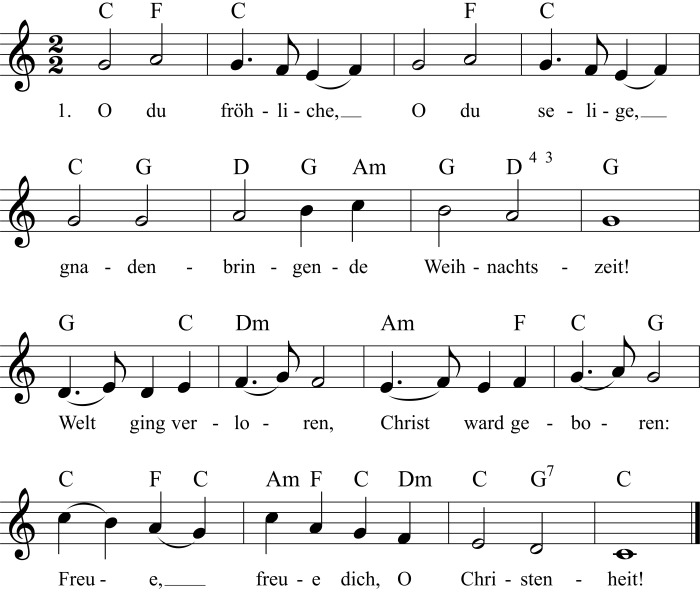 C F C F C
2
2
1. O du fröh - li - che, O du se - li - ge,
C G D G Am G D 4 3 G
gna - den - brin - gen - de Weih - nachts - zeit!
G C Dm Am F C G
Welt ging ver - lo - ren, Christ ward ge - bo - ren:
C F C Am F C Dm C G7 C
Freu - e, freu - e dich, O Chri - sten - heit!